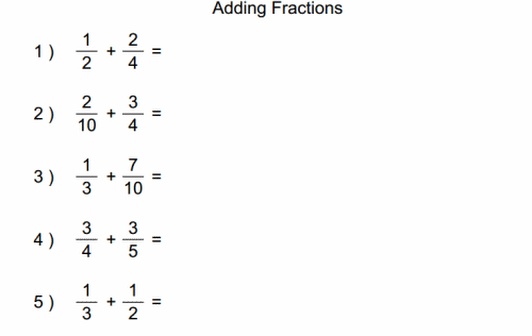 Adding Fractions
1 ) 1/2 + 2/4 =
2 ) 2/10 + 3/4 =
3 ) 1/3 + 7/10 =
4 ) 3/4 + 3/5 =
5 ) 1/3 + 1/2 =